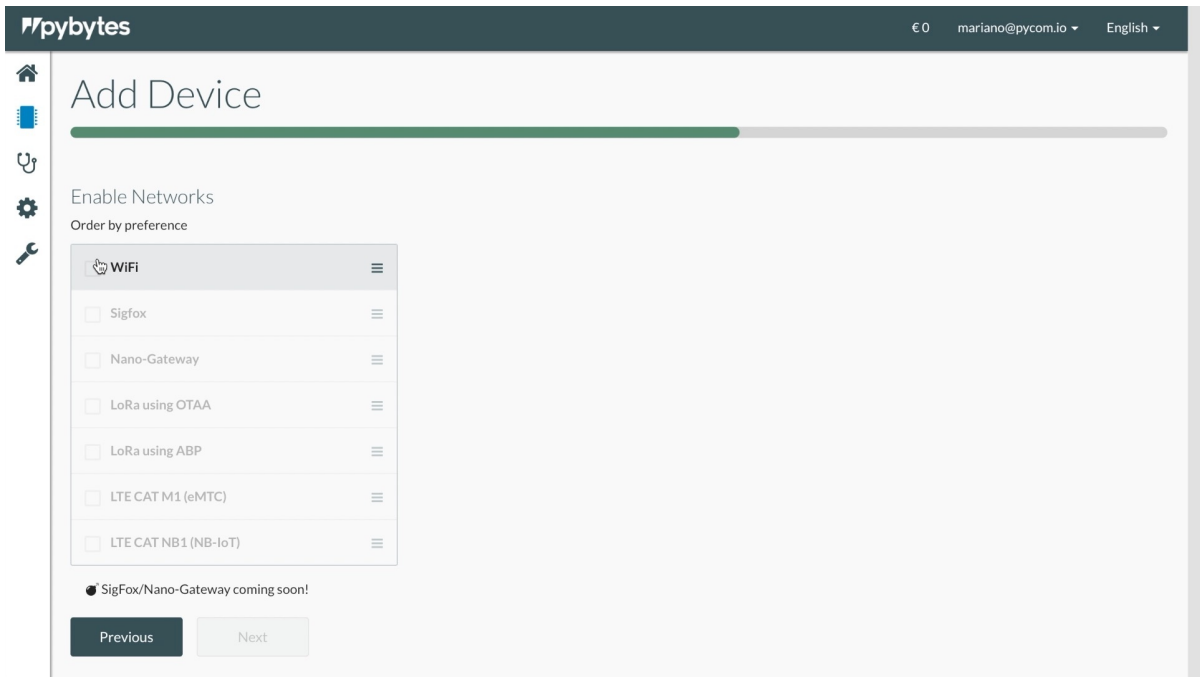 pybytes
€ 0 mariano@pycom.io English
Add Device
Enable Networks
Order by preference
WiFi
Sigfox
Nano-Gateway
LoRa using OTAA
LoRa using ABP
LTE CAT M1 (eMTC)
LTE CAT NB1 (NB-IoT)
SigFox/Nano-Gateway coming soon!
Previous Next